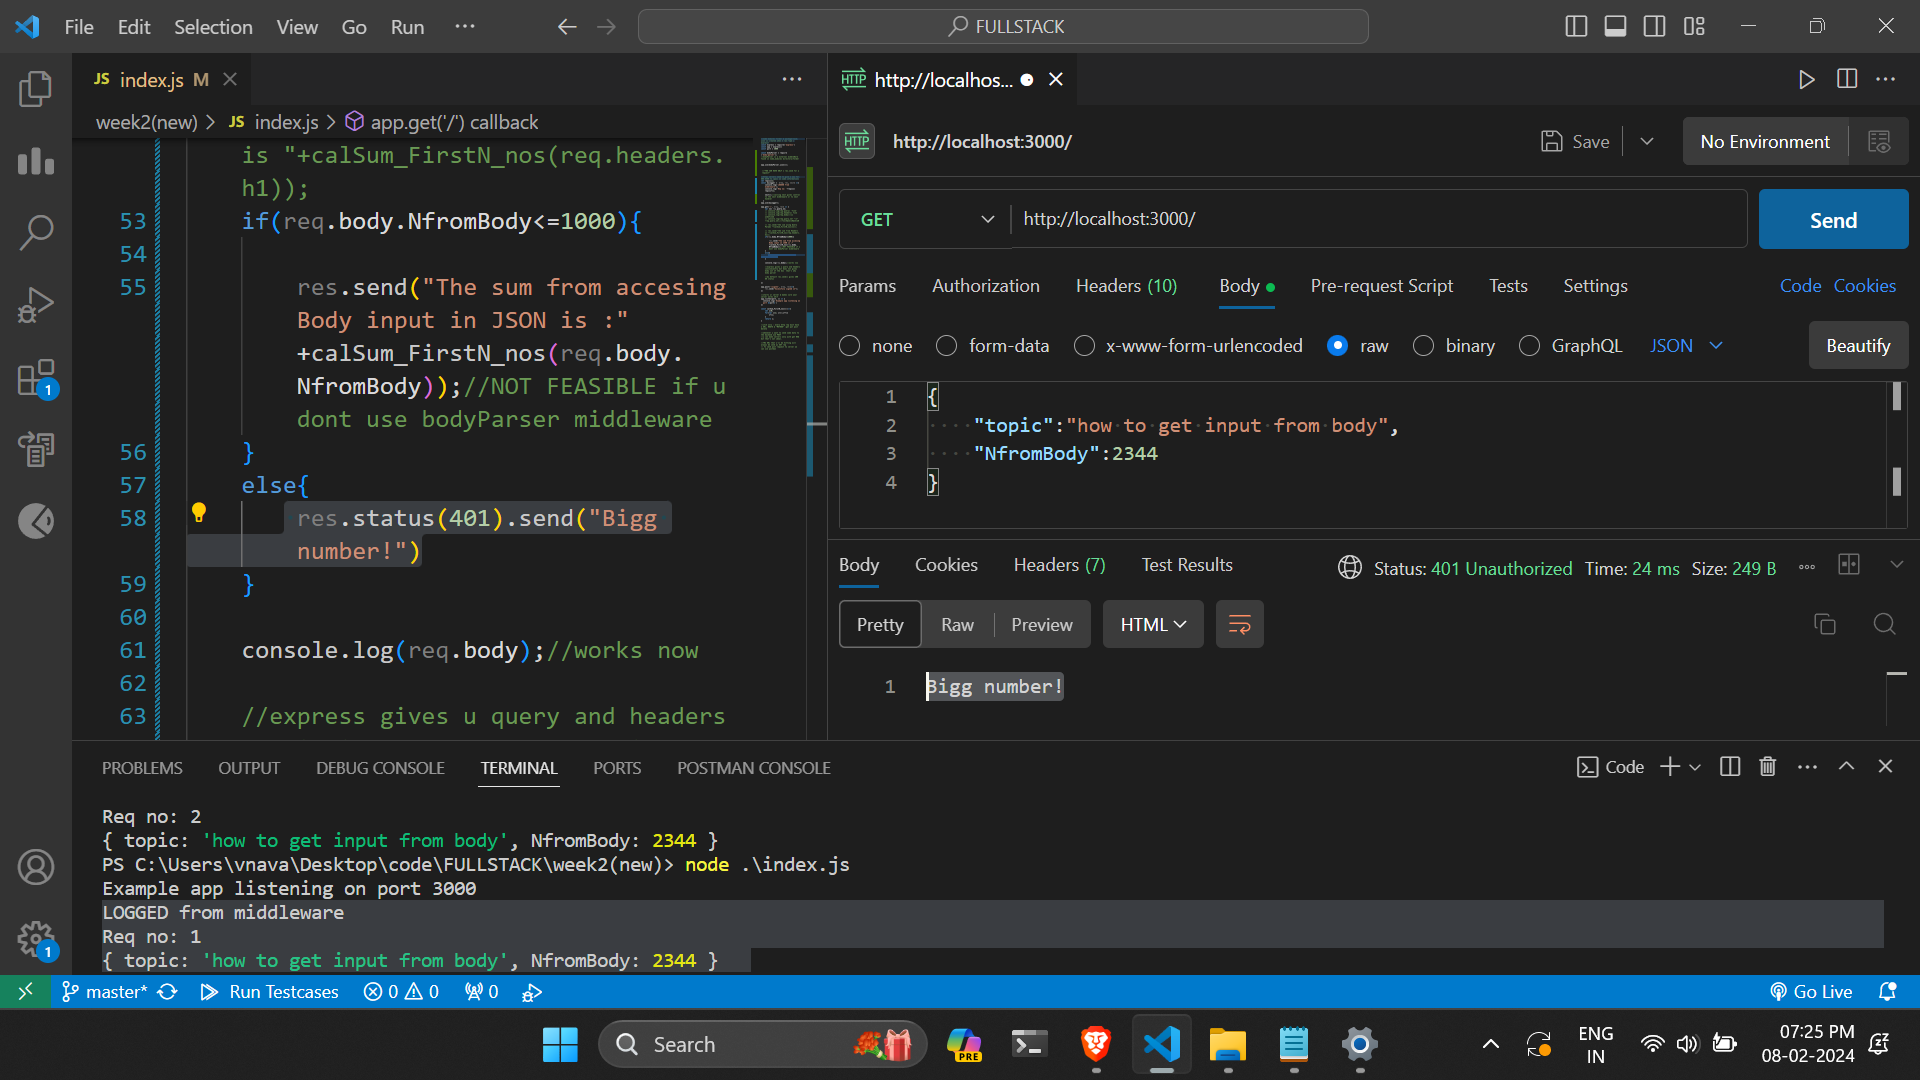 File Edit Selection View Go Run ··· FULLSTACK
JS index.js M
HTTP http://localhos...
week2(new) > JS index.js > app.get('/') callback
is "+calSum_FirstN_nos(req.headers.
h1));
53 if(req.body.NfromBody<=1000){
54
55 res.send("The sum from accesing
Body input in JSON is :"
+calSum_FirstN_nos(req.body.
NfromBody));//NOT FEASIBLE if u
dont use bodyParser middleware
56 }
57 else{
58 res.status(401).send("Bigg
number!")
59 }
60
61 console.log(req.body);//works now
62
63 //express gives u query and headers
HTTP http://localhost:3000/ Save No Environment
GET http://localhost:3000/ Send
Params Authorization Headers (10) Body Pre-request Script Tests Settings Code Cookies
none form-data x-www-form-urlencoded raw binary GraphQL JSON Beautify
1 {
2 ····"topic":"how·to·get·input·from·body",
3 ····"NfromBody":2344
4 }
Body Cookies Headers (7) Test Results Status: 401 Unauthorized Time: 24 ms Size: 249 B
Pretty Raw Preview HTML
1 Bigg number!
PROBLEMS OUTPUT DEBUG CONSOLE TERMINAL PORTS POSTMAN CONSOLE Code
Req no: 2
{ topic: 'how to get input from body', NfromBody: 2344 }
PS C:\Users\vnava\Desktop\code\FULLSTACK\week2(new)> node .\index.js
Example app listening on port 3000
LOGGED from middleware
Req no: 1
{ topic: 'how to get input from body', NfromBody: 2344 }
1
1
master* Run Testcases 0 0 0 Go Live
Search PRE ENG 07:25 PM
IN 08-02-2024